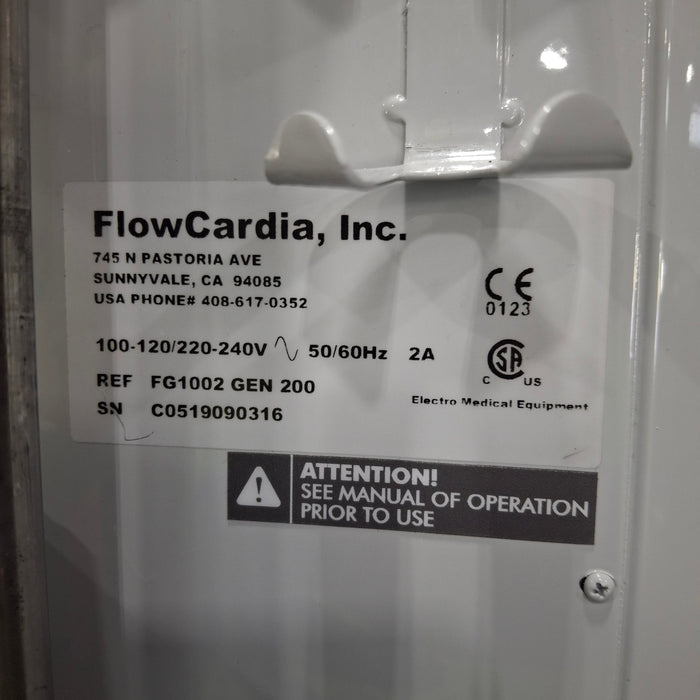 FlowCardia, Inc.
745 N PASTORIA AVE
SUNNYVALE, CA 94085
USA PHONE# 408-617-0352
CE
0123
100-120/220-240V ∿ 50/60Hz 2A
CSA
C US
REF FG1002 GEN 200
SN C0519090316
Electro Medical Equipment
ATTENTION!
SEE MANUAL OF OPERATION
PRIOR TO USE